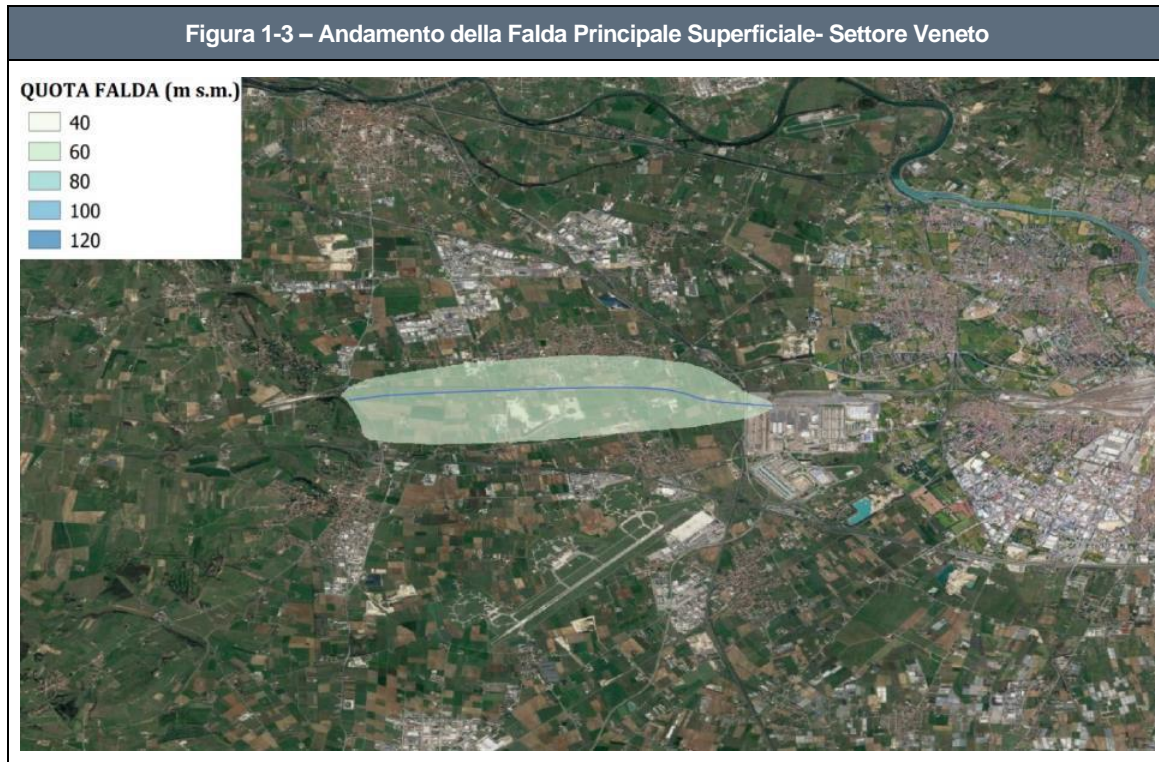 Figura 1-3 – Andamento della Falda Principale Superficiale- Settore Veneto
QUOTA FALDA (m s.m.)
40
60
80
100
120